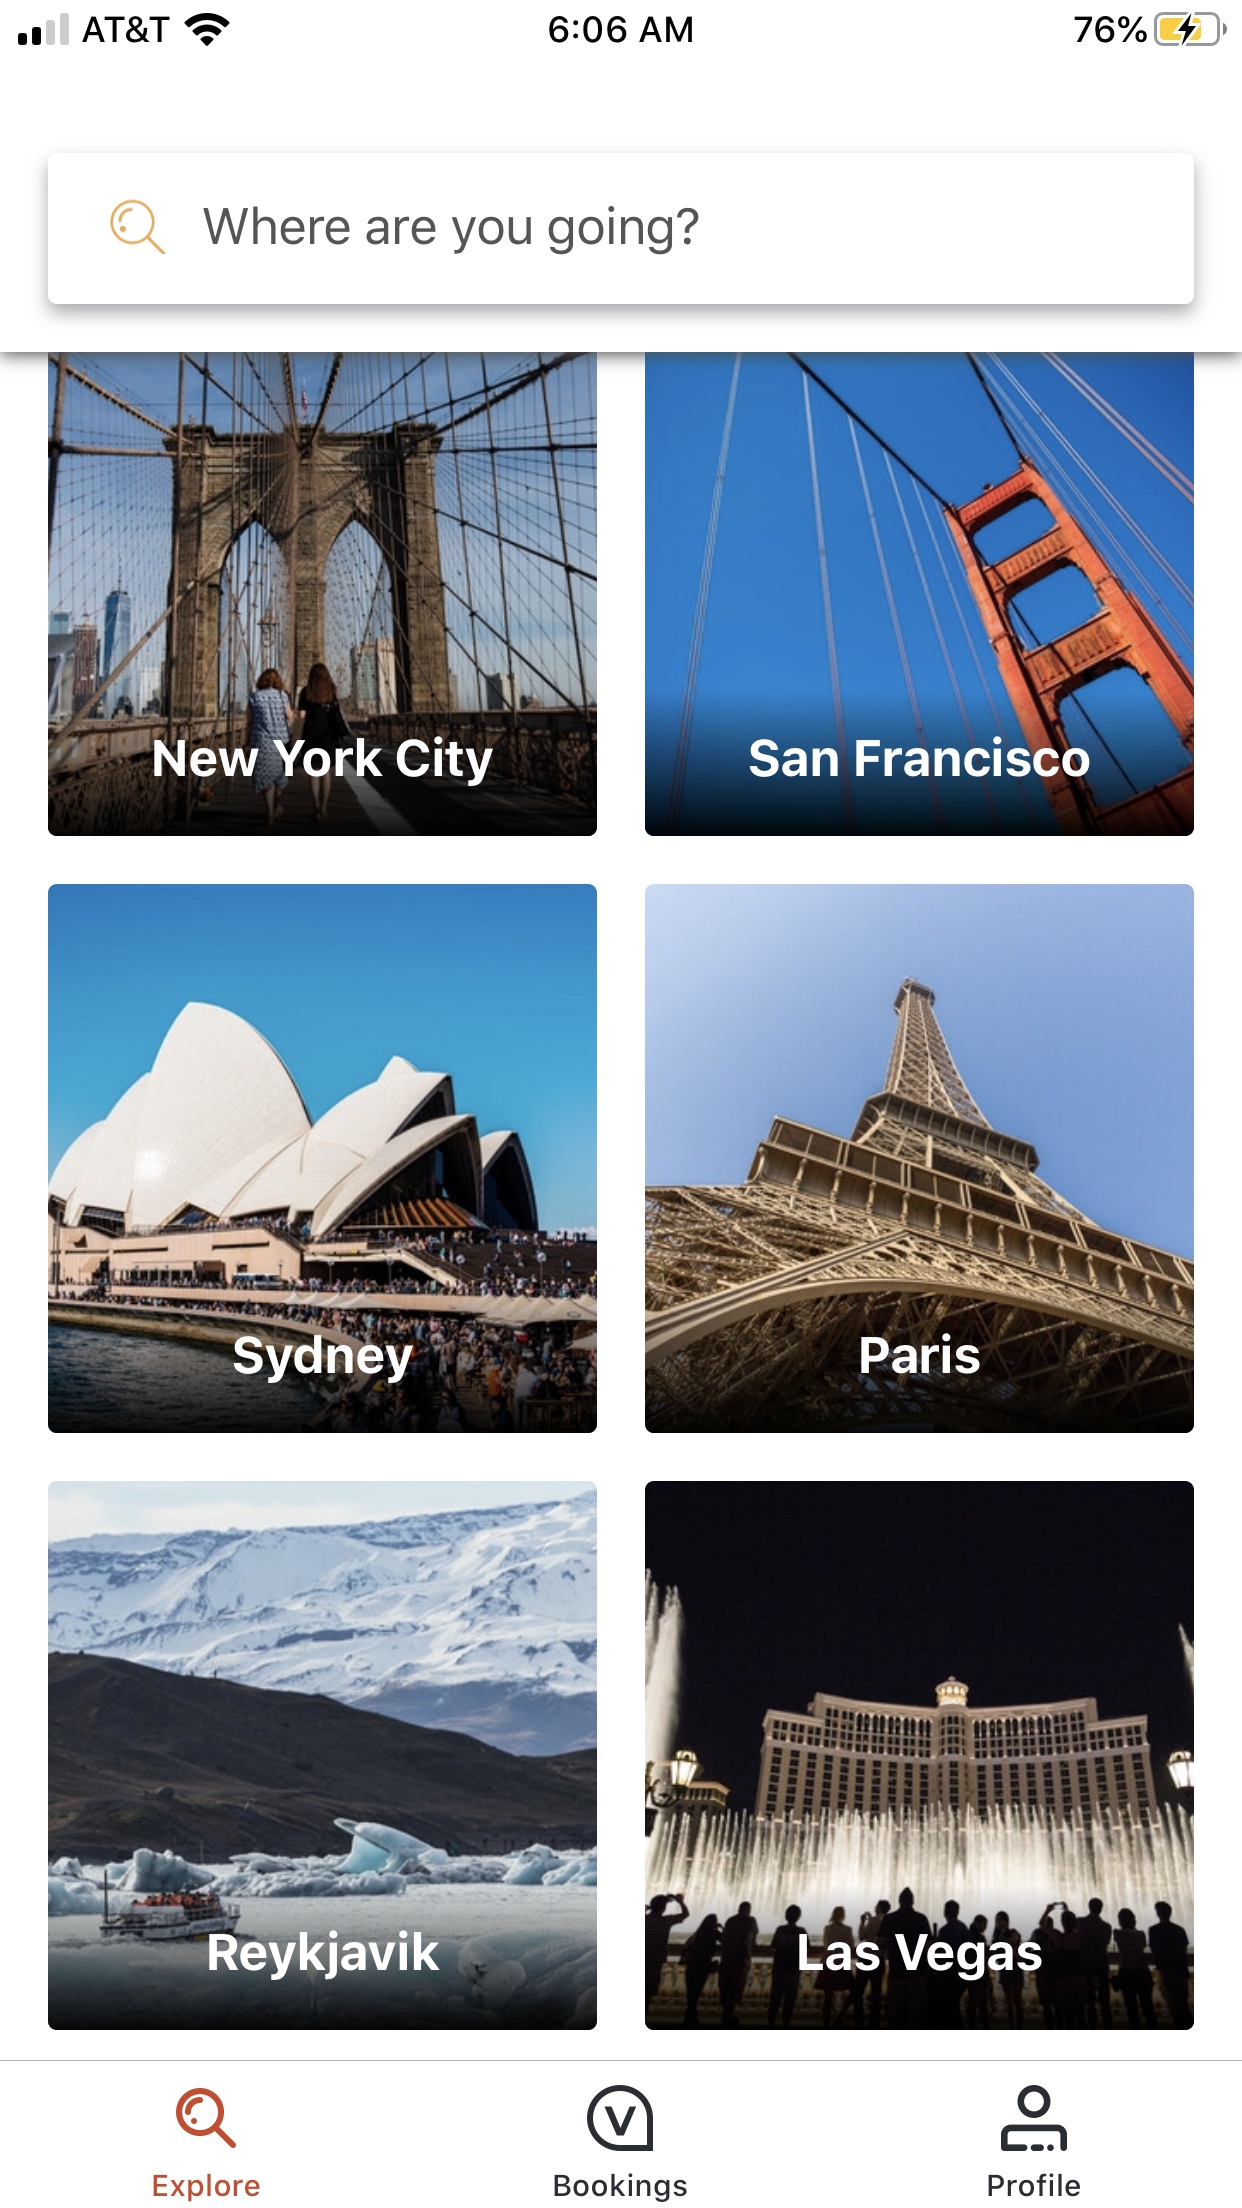 AT&T
6:06 AM
76%
Where are you going?
New York City
San Francisco
Sydney
Paris
Reykjavik
Las Vegas
V
Explore
Bookings
Profile